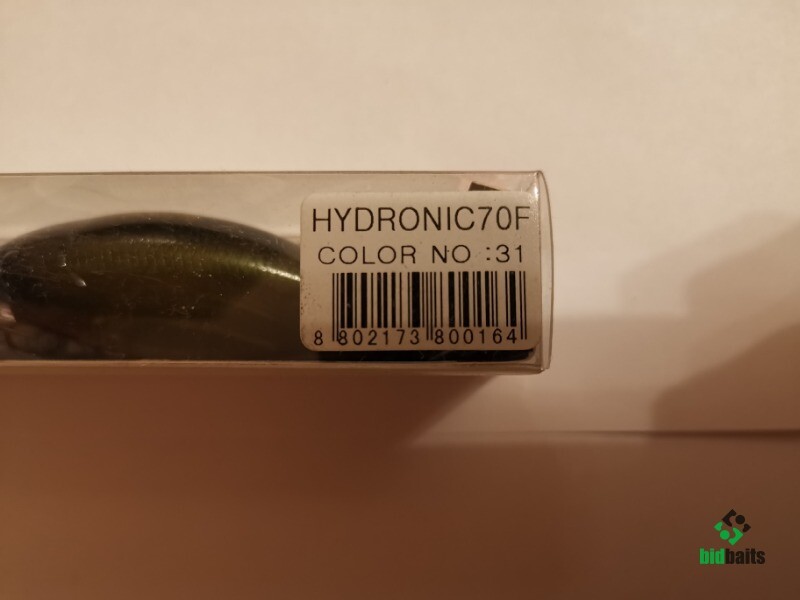 HYDRONIC70F
COLOR NO :31
8 802173 800164
bidbaits